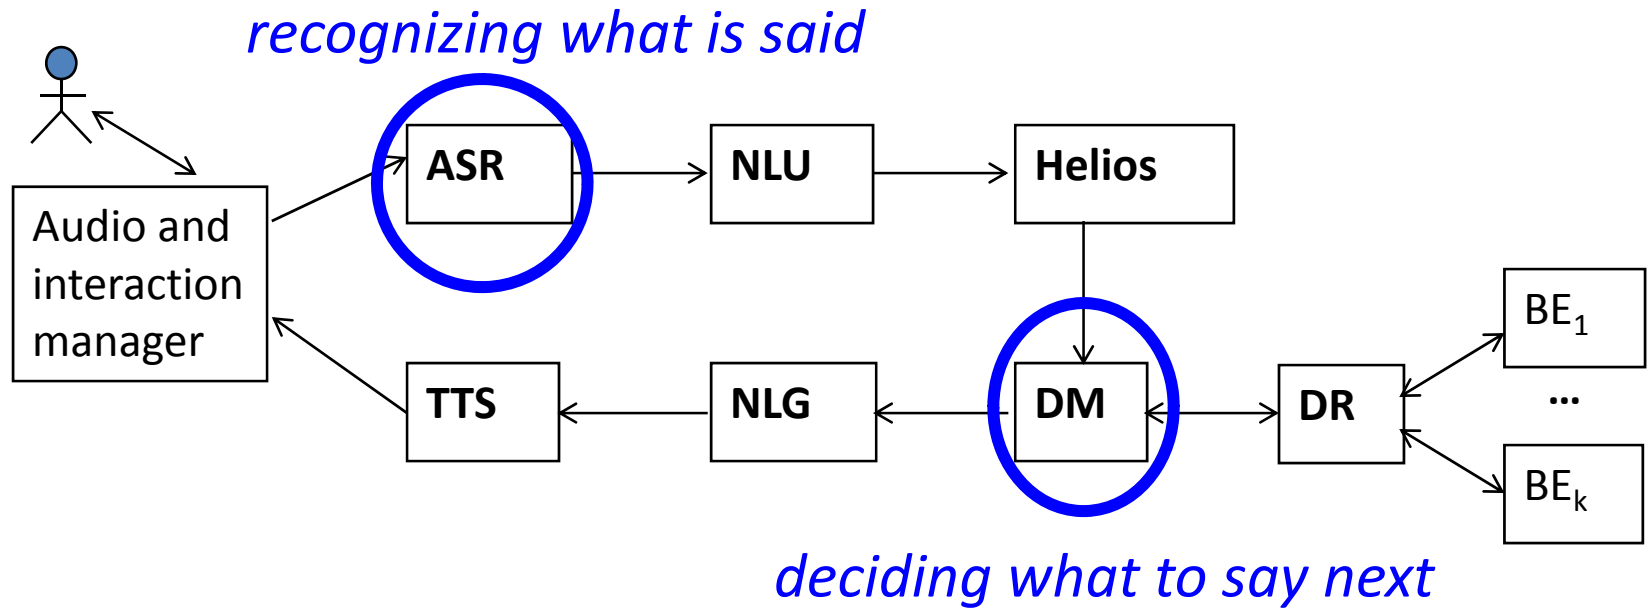 recognizing what is said
ASR
NLU
Helios
Audio and
interaction
manager
TTS
NLG
DM
DR
BE₁
...
BEₖ
deciding what to say next